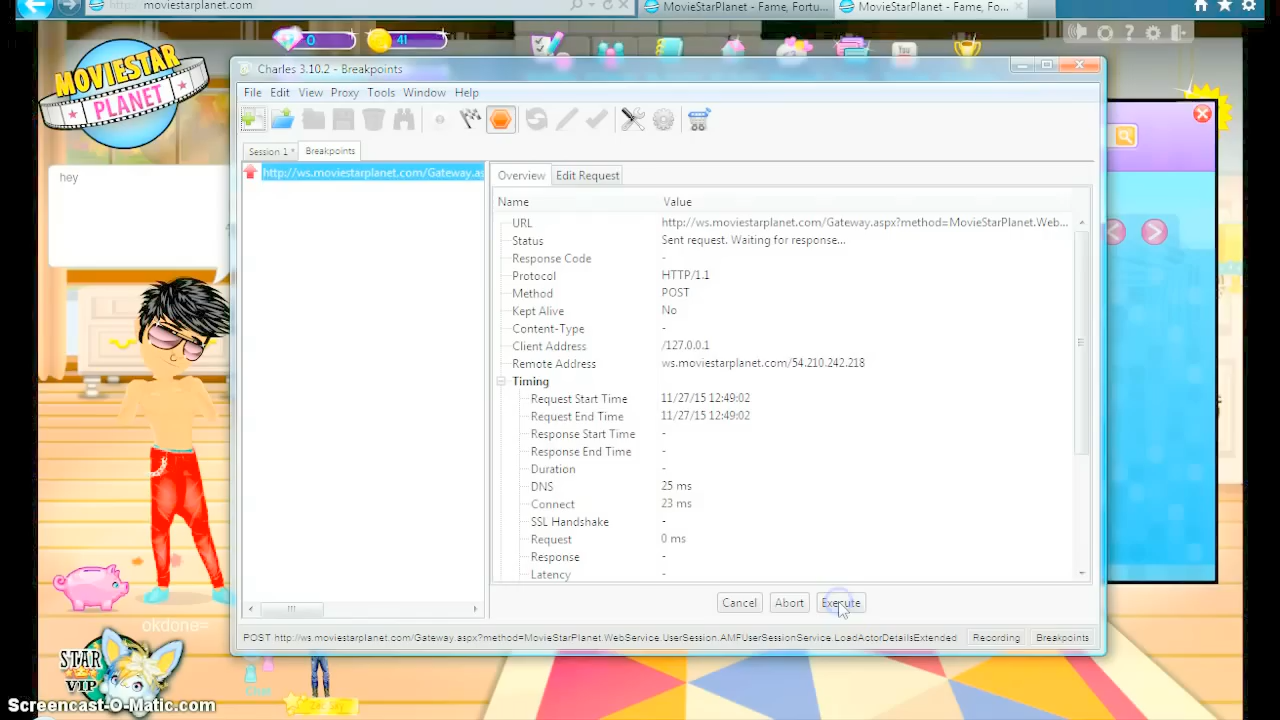 http:// moviestarplanet.com
MovieStarPlanet - Fame, Fortu...
MovieStarPlanet - Fame, Fo...
MOVIESTAR
PLANET
0
41
You
Charles 3.10.2 - Breakpoints
File Edit View Proxy Tools Window Help
Session 1 *
Breakpoints
hey
http://ws.moviestarplanet.com/Gateway.as
Overview
Edit Request
Name Value
URL http://ws.moviestarplanet.com/Gateway.aspx?method=MovieStarPlanet.Web...
Status Sent request. Waiting for response...
Response Code -
Protocol HTTP/1.1
Method POST
Kept Alive No
Content-Type -
Client Address /127.0.0.1
Remote Address ws.moviestarplanet.com/54.210.242.218
Timing
Request Start Time 11/27/15 12:49:02
Request End Time 11/27/15 12:49:02
Response Start Time -
Response End Time -
Duration -
DNS 25 ms
Connect 23 ms
SSL Handshake -
Request 0 ms
Response -
Latency -
Cancel
Abort
Execute
okdone=
POST http://ws.moviestarplanet.com/Gateway.aspx?method=MovieStarPlanet.WebService.UserSession.AMFUserSessionService.LoadActorDetailsExtended
Recording
Breakpoints
STAR
VIP
Chat
Screencast-O-Matic.com